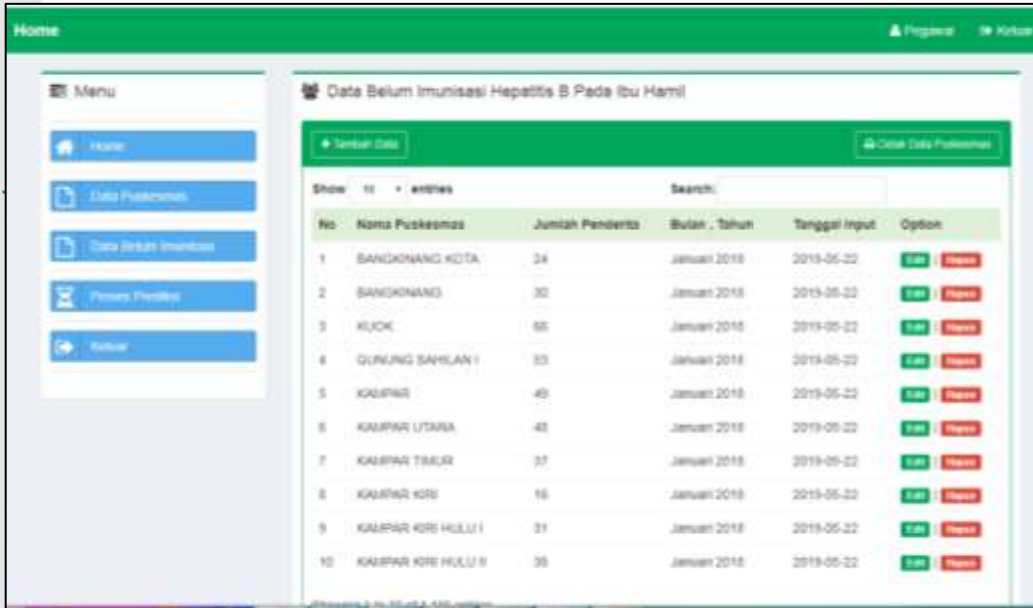 Home Pegawai Keluar
Menu
Home
Data Puskesmas
Data Belum Imunisasi
Proses Prediksi
Keluar
Data Belum Imunisasi Hepatitis B Pada Ibu Hamil
Tambah Data Cetak Data Puskesmas
Show 10 entries Search:
No Nama Puskesmas Jumlah Penderita Bulan , Tahun Tanggal Input Option
1 BANGKINANG KOTA 24 Januari 2018 2019-05-22 Edit | Hapus
2 BANGKINANG 30 Januari 2018 2019-05-22 Edit | Hapus
3 KUOK Januari 2018 2019-05-22 Edit | Hapus
4 GUNUNG SAHILAN I 53 Januari 2018 2019-05-22 Edit | Hapus
5 KAMPAR 49 Januari 2018 2019-05-22 Edit | Hapus
6 KAMPAR UTARA 48 Januari 2018 2019-05-22 Edit | Hapus
7 KAMPAR TIMUR 37 Januari 2018 2019-05-22 Edit | Hapus
8 KAMPAR KIRI 16 Januari 2018 2019-05-22 Edit | Hapus
9 KAMPAR KIRI HULU I 31 Januari 2018 2019-05-22 Edit | Hapus
10 KAMPAR KIRI HULU II Januari 2018 2019-05-22 Edit | Hapus